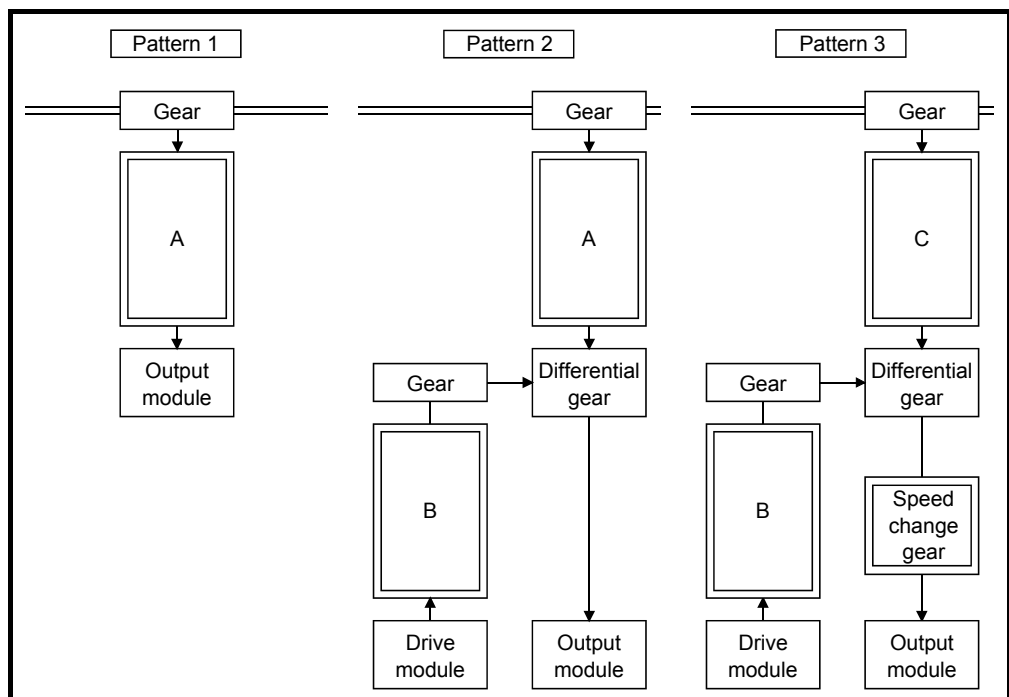 Pattern 1
Pattern 2
Pattern 3
Gear
Gear
Gear
A
A
C
Output
module
Gear
Differential
gear
Gear
Differential
gear
B
B
Speed
change
gear
Drive
module
Output
module
Drive
module
Output
module